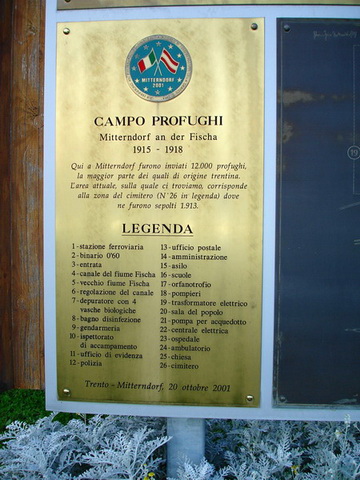 MITTERNDORF
2001
CAMPO PROFUGHI
Mitterndorf an der Fischa
1915 - 1918
Qui a Mitterndorf furono inviati 12.000 profughi,
la maggior parte dei quali di origine trentina.
L'area attuale, sulla quale ci troviamo, corrisponde
alla zona del cimitero (N°26 in legenda) dove
ne furono sepolti 1.913.
LEGENDA
1 - stazione ferroviaria
2 - binario 0'60
3 - entrata
4 - canale del fiume Fischa
5 - vecchio fiume Fischa
6 - regolazione del canale
7 - depuratore con 4
vasche biologiche
8 - bagno disinfezione
9 - gendarmeria
10 - ispettorato
di accampamento
11 - ufficio di evidenza
12 - polizia
13 - ufficio postale
14 - amministrazione
15 - asilo
16 - scuole
17 - orfanotrofio
18 - pompieri
19 - trasformatore elettrico
20 - sala del popolo
21 - pompa per acquedotto
22 - centrale elettrica
23 - ospedale
24 - ambulatorio
25 - chiesa
26 - cimitero
Trento - Mitterndorf, 20 ottobre 2001
19